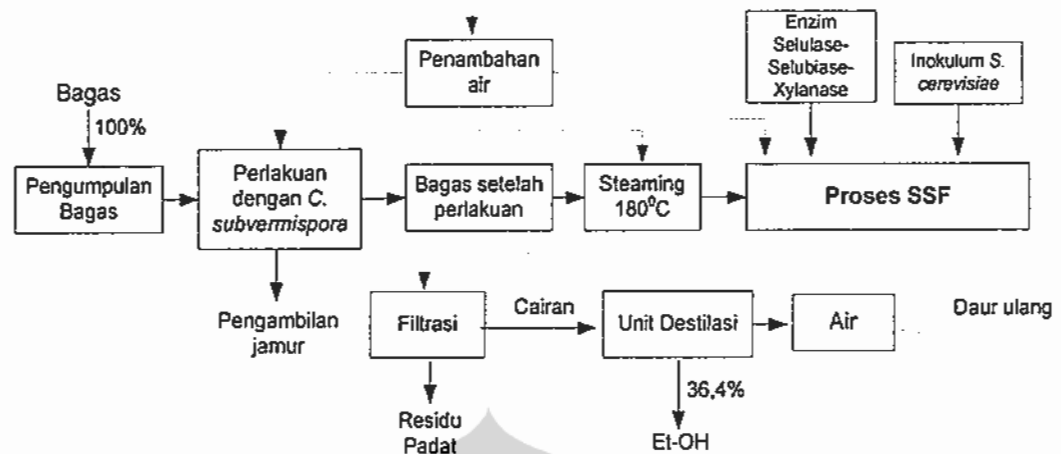 Penambahan
air
Enzim
Selulase-
Selubiase-
Xylanase
Inokulum S.
cerevisiae
Bagas
100%
Pengumpulan
Bagas
Perlakuan
dengan C.
subvermispora
Bagas setelah
perlakuan
Steaming
180⁰C
Proses SSF
Pengambilan
jamur
Filtrasi
Cairan
Unit Destilasi
Air
Daur ulang
36,4%
Residu
Padat
Et-OH